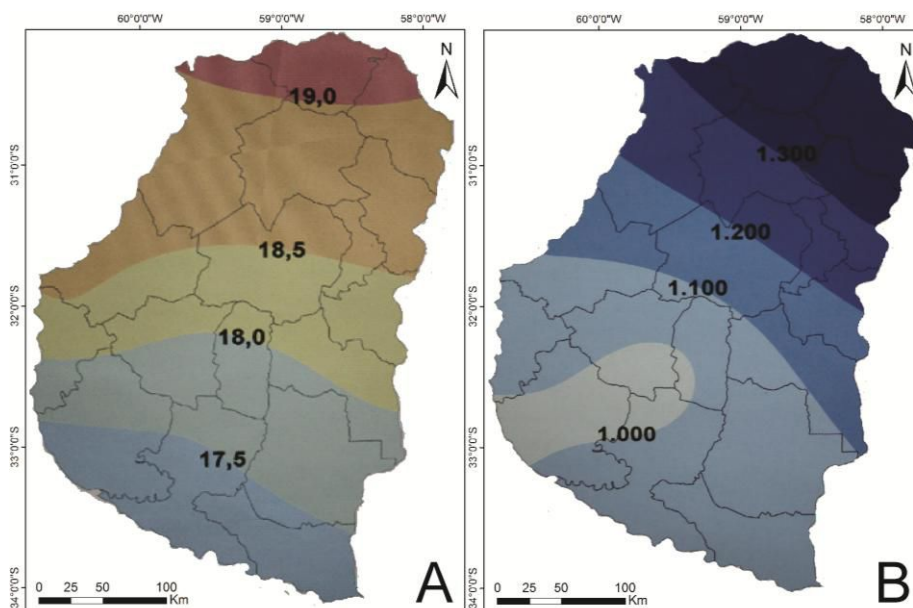 60°0'0"W 59°0'0"W 58°0'0"W
N
31°0'0"S
32°0'0"S
33°0'0"S
34°0'0"S
19,0
18,5
18,0
17,5
0 25 50 100
Km
A
60°0'0"W 59°0'0"W 58°0'0"W
N
31°0'0"S
32°0'0"S
33°0'0"S
34°0'0"S
1.300
1.200
1.100
1.000
0 25 50 100
Km
B